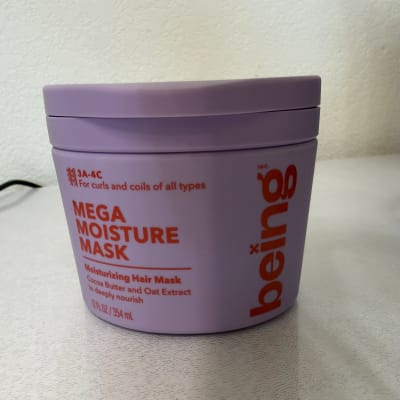 3A-4C
For curls and coils of all types
MEGA
MOISTURE
MASK
Moisturizing Hair Mask
Cocoa Butter and Oat Extract
to deeply nourish
12 FL OZ / 354 mL
being